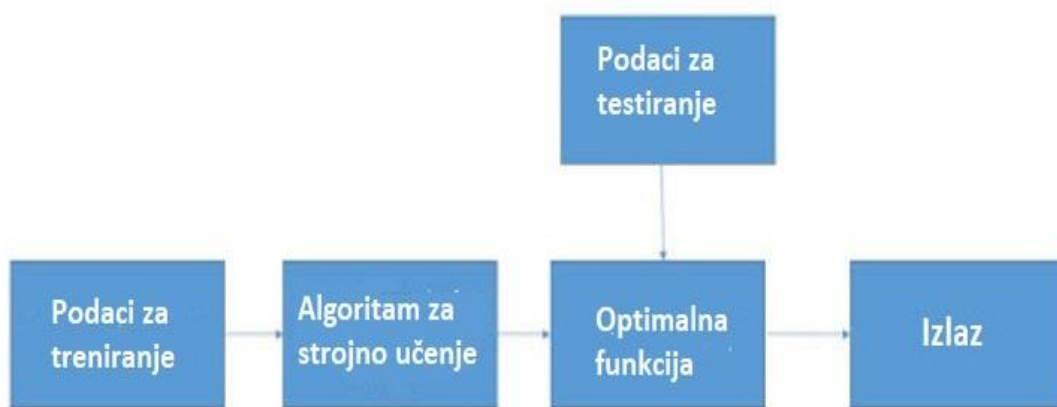 Podaci za
testiranje
Podaci za
treniranje
Algoritam za
strojno učenje
Optimalna
funkcija
Izlaz